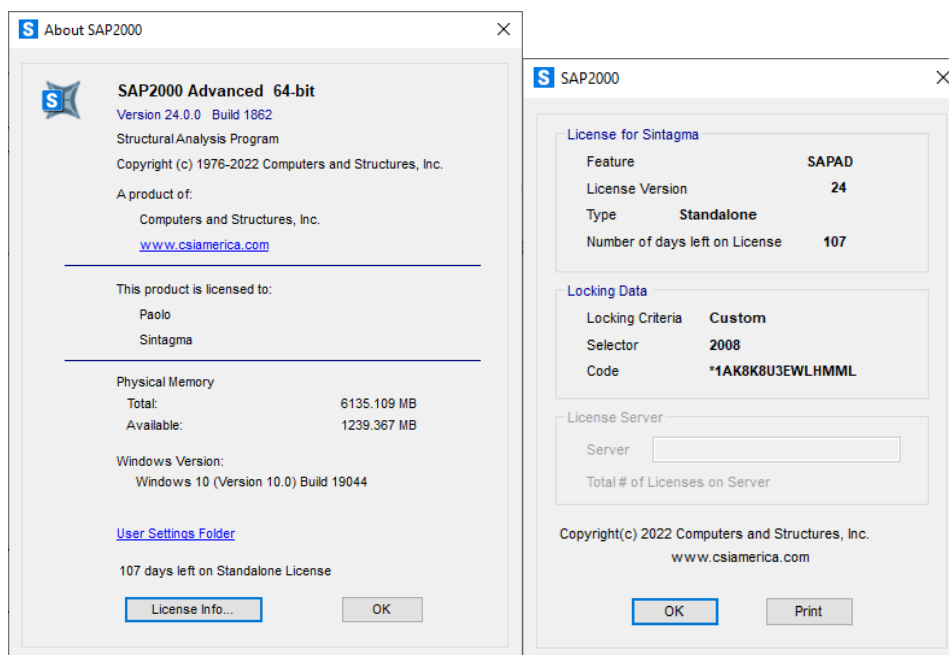 About SAP2000
SAP2000 Advanced 64-bit
Version 24.0.0 Build 1862
Structural Analysis Program
Copyright (c) 1976-2022 Computers and Structures, Inc.
A product of:
Computers and Structures, Inc.
www.csiamerica.com
This product is licensed to:
Paolo
Sintagma
Physical Memory
Total: 6135.109 MB
Available: 1239.367 MB
Windows Version:
Windows 10 (Version 10.0) Build 19044
User Settings Folder
107 days left on Standalone License
License Info... OK
SAP2000
License for Sintagma
Feature SAPAD
License Version 24
Type Standalone
Number of days left on License 107
Locking Data
Locking Criteria Custom
Selector 2008
Code *1AK8K8U3EWLHMML
License Server
Server
Total # of Licenses on Server
Copyright(c) 2022 Computers and Structures, Inc.
www.csiamerica.com
OK Print